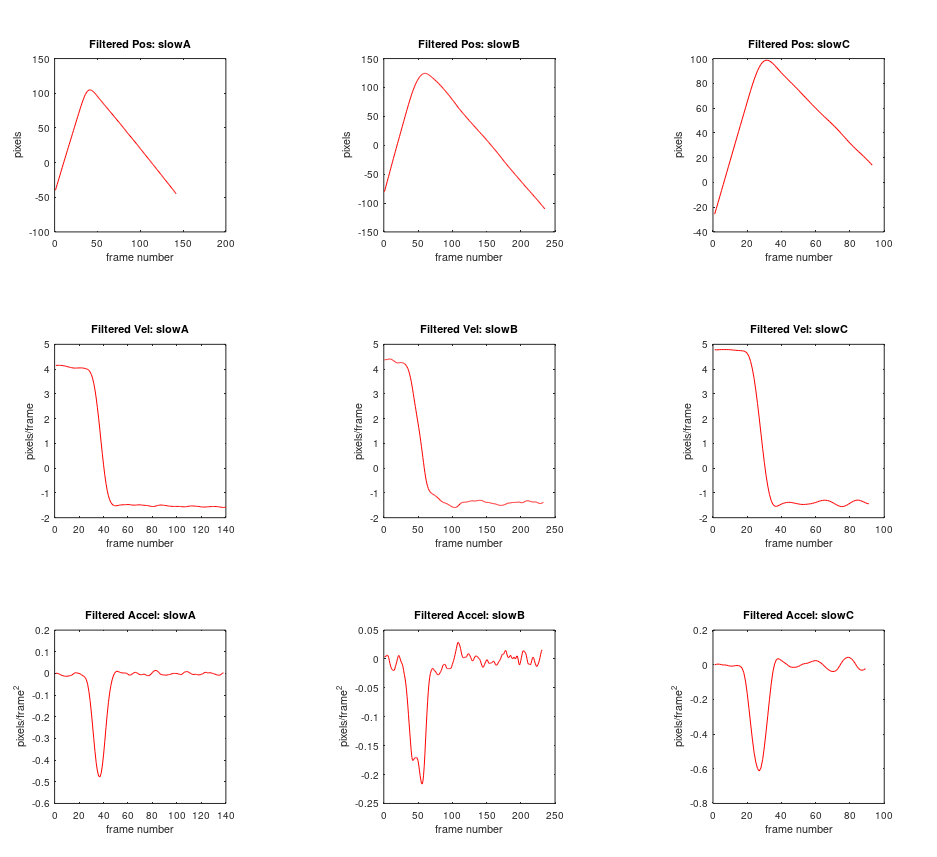 Filtered Pos: slowA
Filtered Pos: slowB
Filtered Pos: slowC
150
100
50
0
-50
-100
pixels
0 50 100 150 200
frame number
150
100
50
0
-50
-100
-150
pixels
0 50 100 150 200 250
frame number
100
80
60
40
20
0
-20
-40
pixels
0 20 40 60 80 100
frame number
Filtered Vel: slowA
Filtered Vel: slowB
Filtered Vel: slowC
5
4
3
2
1
0
-1
-2
pixels/frame
0 20 40 60 80 100 120 140
frame number
5
4
3
2
1
0
-1
-2
pixels/frame
0 50 100 150 200 250
frame number
5
4
3
2
1
0
-1
-2
pixels/frame
0 20 40 60 80 100
frame number
Filtered Accel: slowA
Filtered Accel: slowB
Filtered Accel: slowC
0.2
0.1
0
-0.1
-0.2
-0.3
-0.4
-0.5
-0.6
pixels/frame²
0 20 40 60 80 100 120 140
frame number
0.05
0
-0.05
-0.1
-0.15
-0.2
-0.25
pixels/frame²
0 50 100 150 200 250
frame number
0.2
0
-0.2
-0.4
-0.6
-0.8
pixels/frame²
0 20 40 60 80 100
frame number